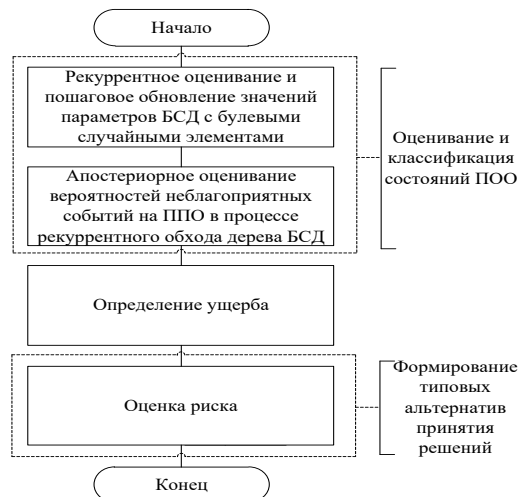 Начало
Рекуррентное оценивание и
пошаговое обновление значений
параметров БСД с булевыми
случайными элементами
Апостериорное оценивание
вероятностей неблагоприятных
событий на ППО в процессе
рекуррентного обхода дерева БСД
Оценивание и
классификация
состояний ПОО
Определение ущерба
Оценка риска
Формирование
типовых
альтернатив
принятия
решений
Конец